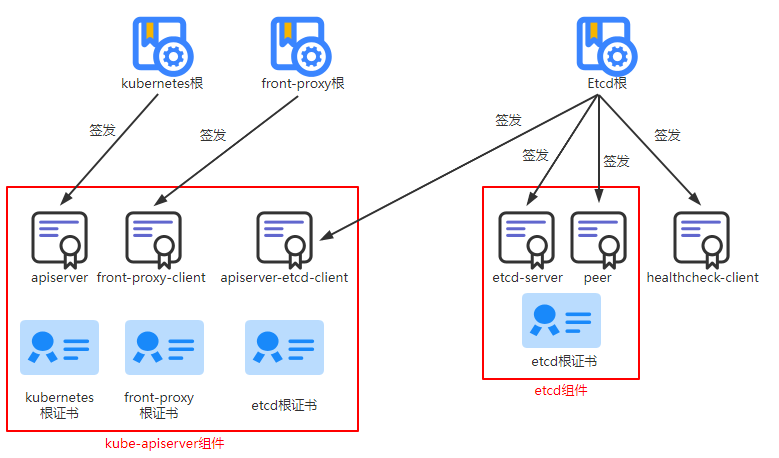 kubernetes根
front-proxy根
Etcd根
签发
签发
签发
签发
签发
签发
apiserver
front-proxy-client
apiserver-etcd-client
etcd-server
peer
healthcheck-client
kubernetes
根证书
front-proxy
根证书
etcd根证书
etcd根证书
kube-apiserver组件
etcd组件